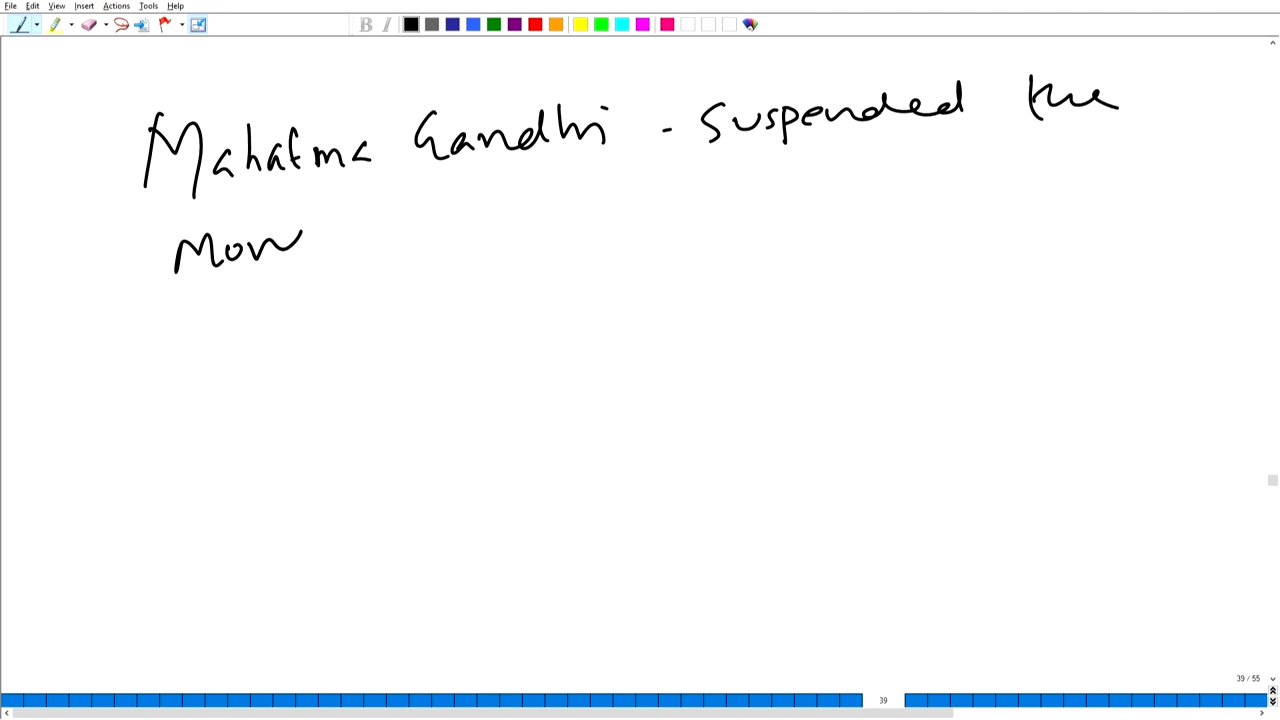 File Edit View Insert Actions Tools Help
B I
Mahatma Gandhi - suspended the
Mov
39 / 55
39